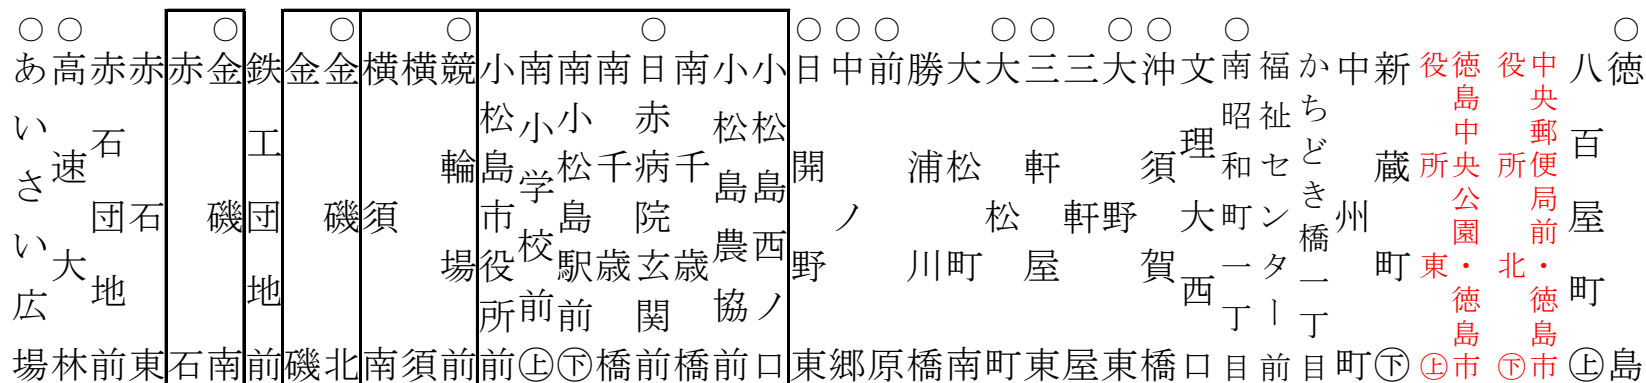 ○あいさい広場
○高速大林
赤石団地前
赤石東
赤石
○金磯南
鉄工団地前
金磯
○金磯北
横須南
横須
○競輪場前
小松島市役所前
南小学校前㊤
南小松島駅前㊦
南千歳橋
○日赤病院玄関前
南千歳橋
小松島農協前
小松島西ノ口
○日開野東
○中ノ郷
○前原
勝浦川橋
大松町南
○大松町
○三軒屋東
三軒屋
○大野東
○沖須賀橋
文理大西口
○南昭和町一丁目
福祉センター前
かちどき橋一丁目
中州町
新蔵町㊦
徳島中央公園・徳島市
役所東㊤
中央郵便局前・徳島市
役所北㊦
八百屋町㊤
○徳島